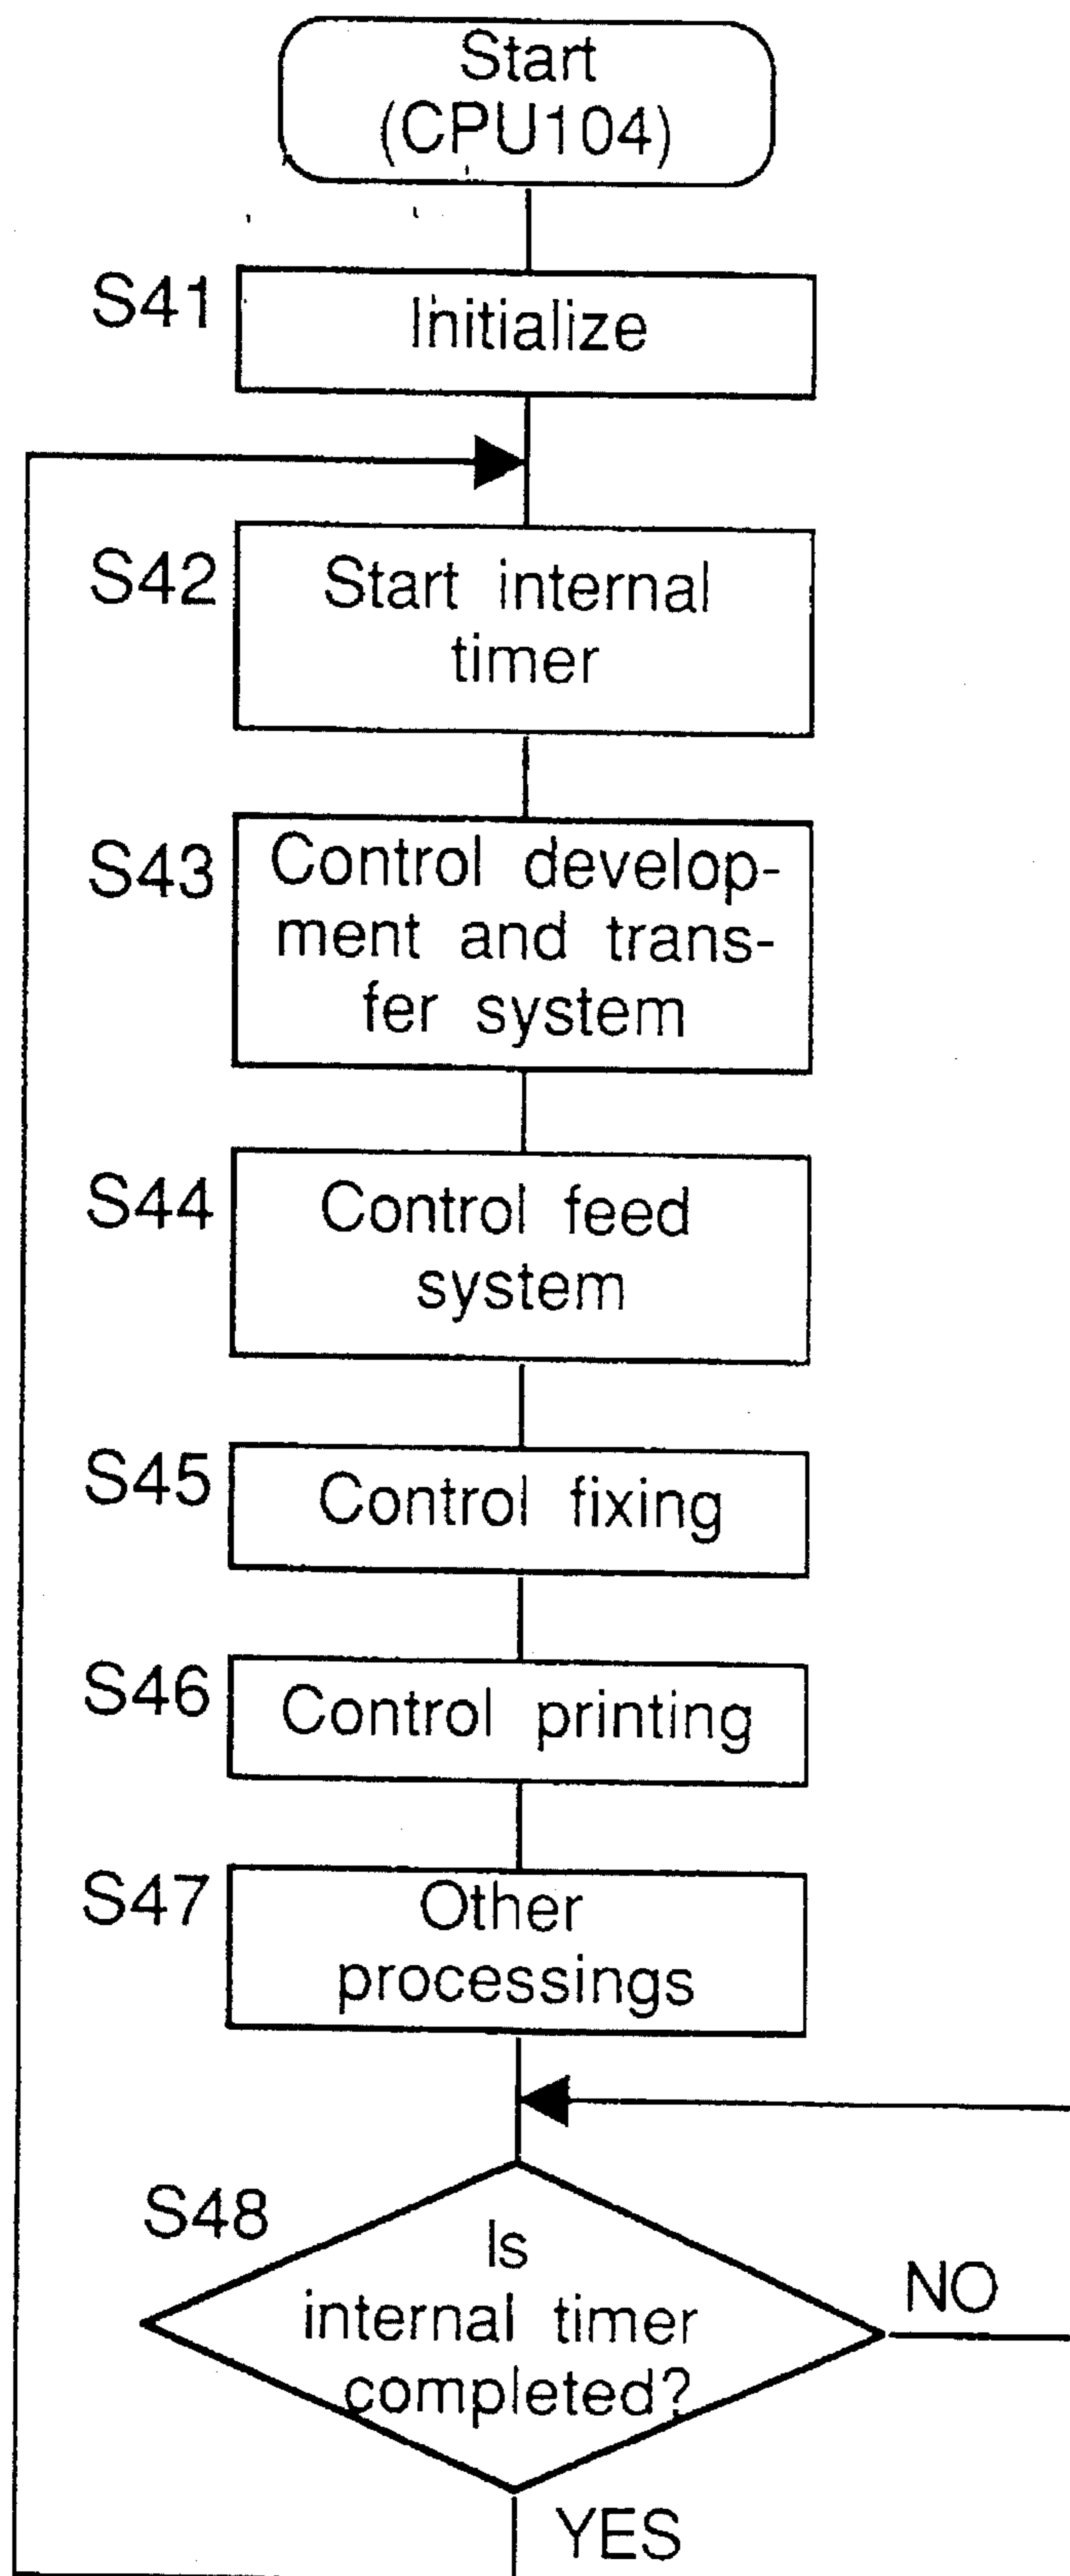 Start
(CPU104)
S41
Initialize
S42
Start internal
timer
S43
Control develop-
ment and trans-
fer system
S44
Control feed
system
S45
Control fixing
S46
Control printing
S47
Other
processings
S48
Is
internal timer
completed?
NO
YES